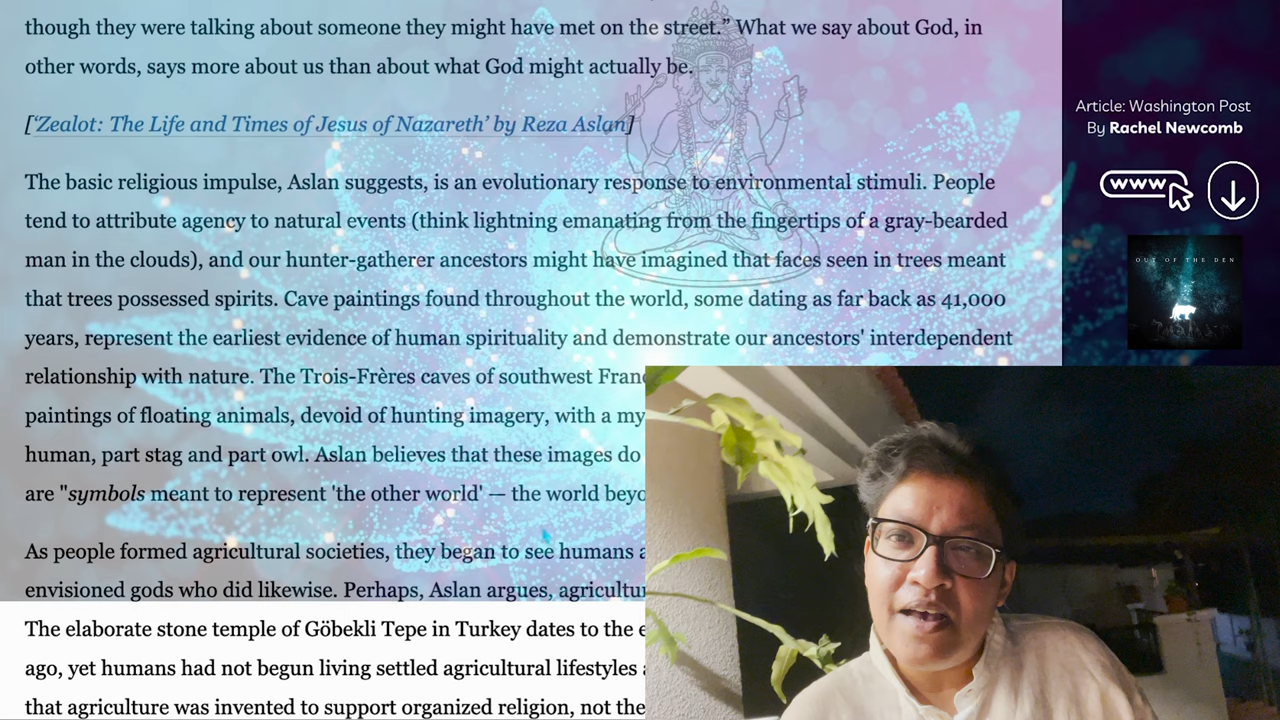 though they were talking about someone they might have met on the street.” What we say about God, in
other words, says more about us than about what God might actually be.
[‘Zealot: The Life and Times of Jesus of Nazareth’ by Reza Aslan]
The basic religious impulse, Aslan suggests, is an evolutionary response to environmental stimuli. People
tend to attribute agency to natural events (think lightning emanating from the fingertips of a gray-bearded
man in the clouds), and our hunter-gatherer ancestors might have imagined that faces seen in trees meant
that trees possessed spirits. Cave paintings found throughout the world, some dating as far back as 41,000
years, represent the earliest evidence of human spirituality and demonstrate our ancestors' interdependent
relationship with nature. The Trois-Frères caves of southwest
paintings of floating animals, devoid of hunting imagery, with a
human, part stag and part owl. Aslan believes that these images do
are "symbols meant to represent 'the other world' — the world
As people formed agricultural societies, they began to see humans
envisioned gods who did likewise. Perhaps, Aslan argues,
The elaborate stone temple of Göbekli Tepe in Turkey dates to the
ago, yet humans had not begun living settled agricultural lifestyles
that agriculture was invented to support organized religion, not the
Article: Washington Post
By Rachel Newcomb
www
OUT OF THE DEN